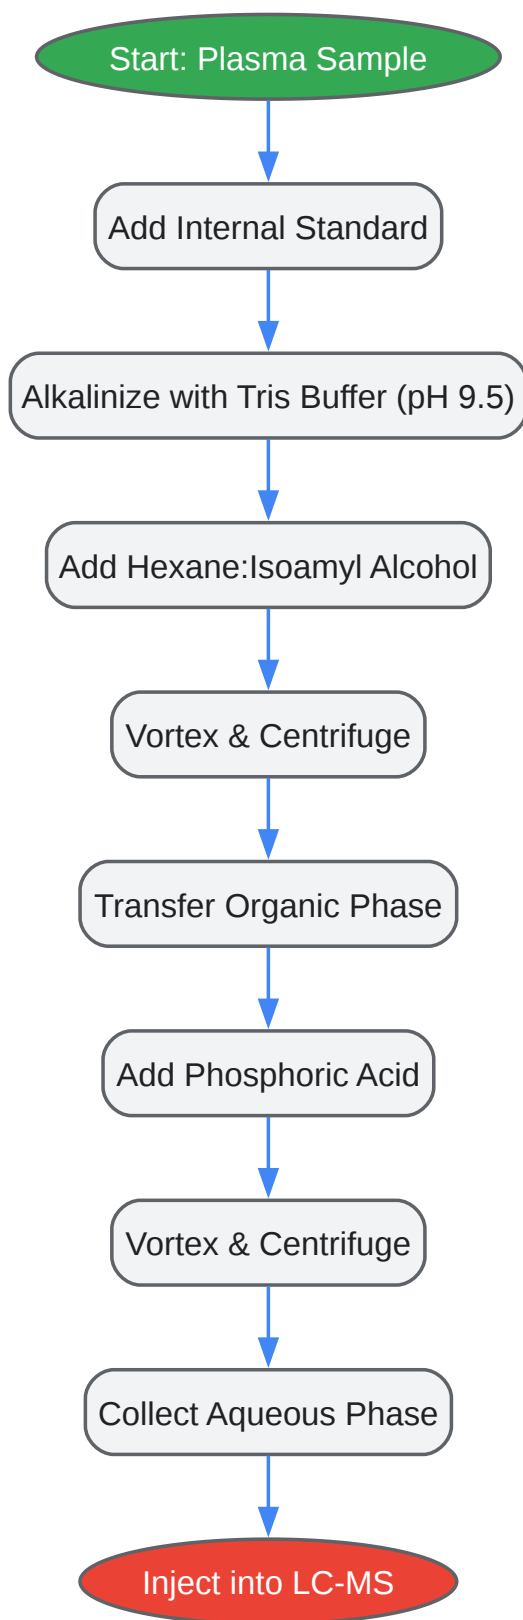 Start: Plasma Sample
Add Internal Standard
Alkalinize with Tris Buffer (pH 9.5)
Add Hexane:Isoamyl Alcohol
Vortex & Centrifuge
Transfer Organic Phase
Add Phosphoric Acid
Vortex & Centrifuge
Collect Aqueous Phase
Inject into LC-MS